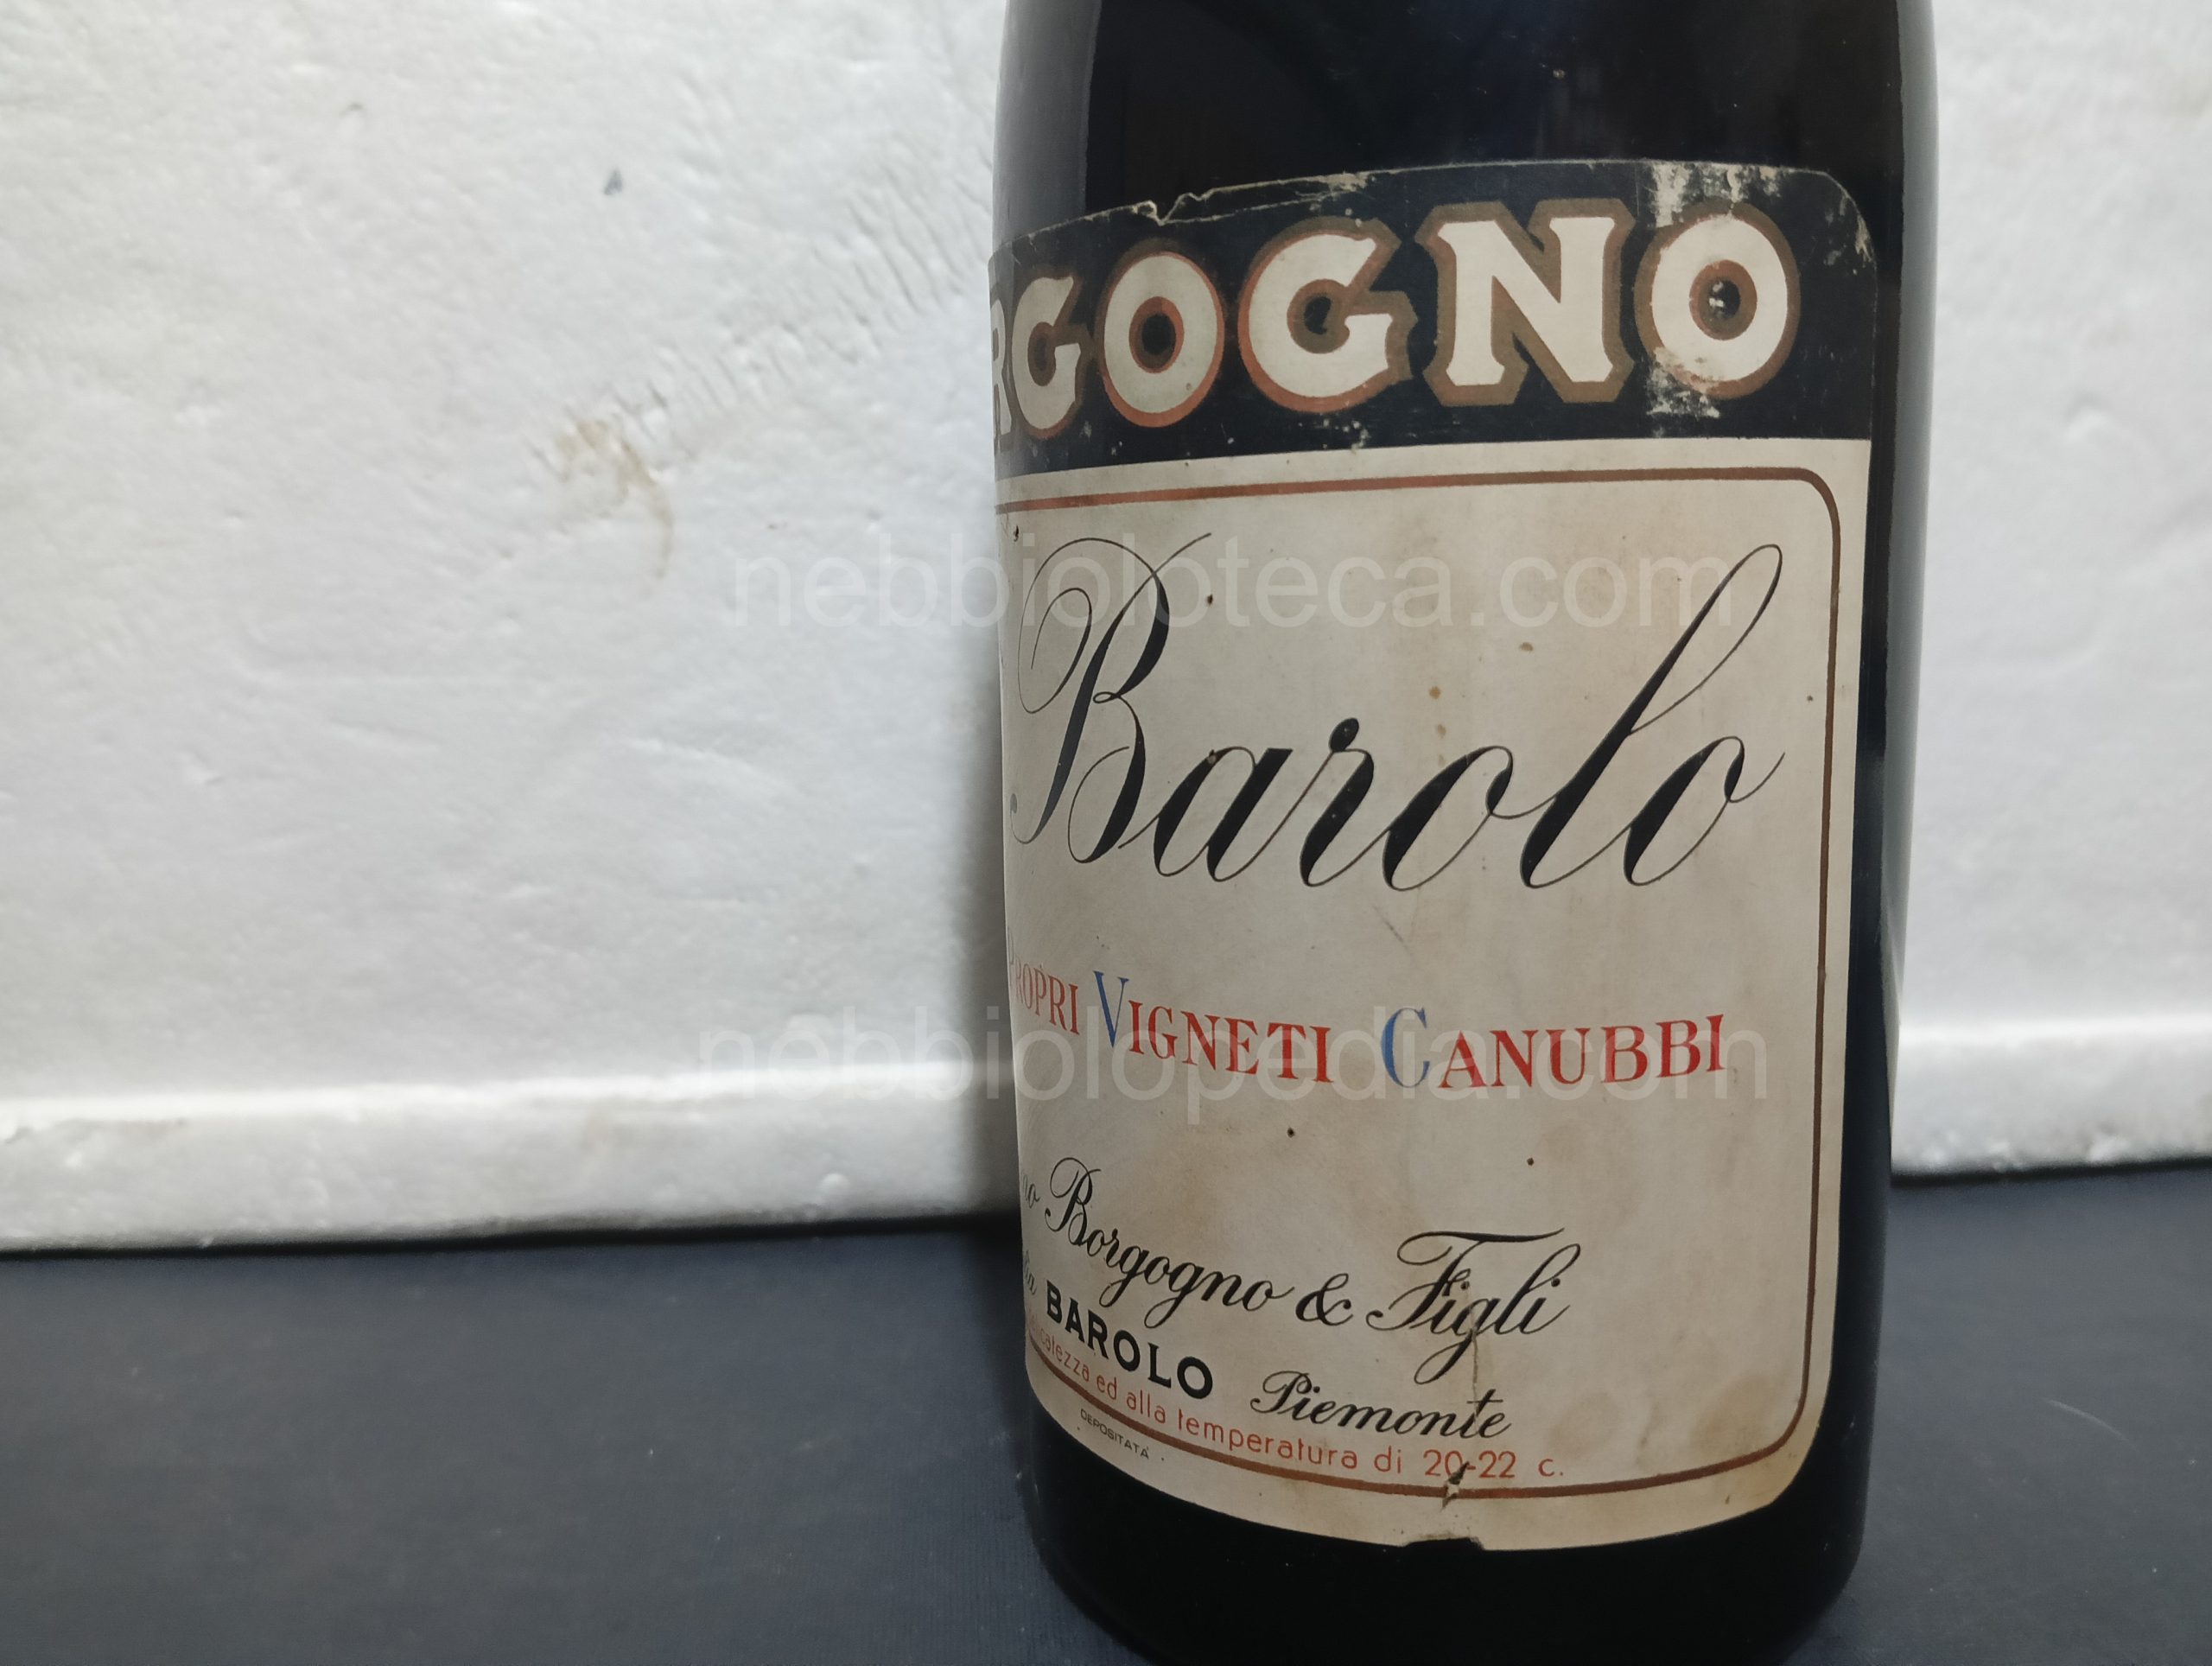 RGOGNO
Barolo
nebbioloteca.com
PROPRI VIGNETI CANUBBI
nebbiolopedia.com
Borgogno & Figli
BAROLO Piemonte
ed alla temperatura di 20-22 c.
DEPOSITATA